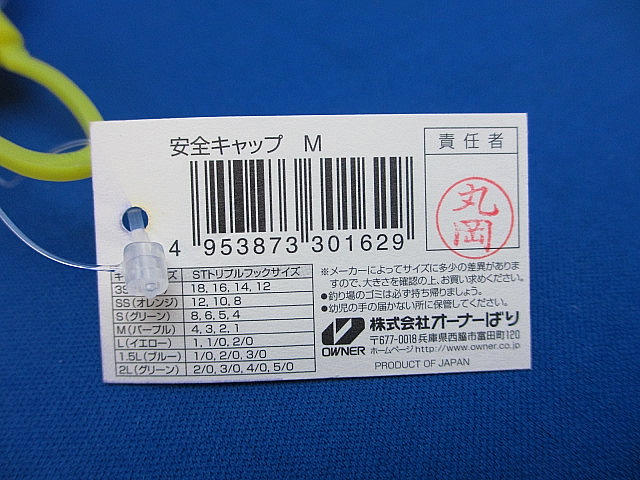 安全キャップ M
責任者
丸岡
4 953873 301629
STトリプルフックサイズ
3S 18, 16, 14, 12
SS(オレンジ) 12, 10, 8
S(グリーン) 8, 6, 5, 4
M(パープル) 4, 3, 2, 1
L(イエロー) 1, 1/0, 2/0
1.5L(ブルー) 1/0, 2/0, 3/0
2L(グリーン) 2/0, 3/0, 4/0, 5/0
※メーカーによってサイズに多少の差異がありま
すので、大きさを確認の上、お買い求めください。
●釣り場のゴミは必ず持ち帰りましょう。
●幼児の手の届かない所に保管してください。
OWNER
株式会社オーナーばり
〒677-0018兵庫県西脇市富田町120
ホームページhttp://www.owner.co.jp
PRODUCT OF JAPAN